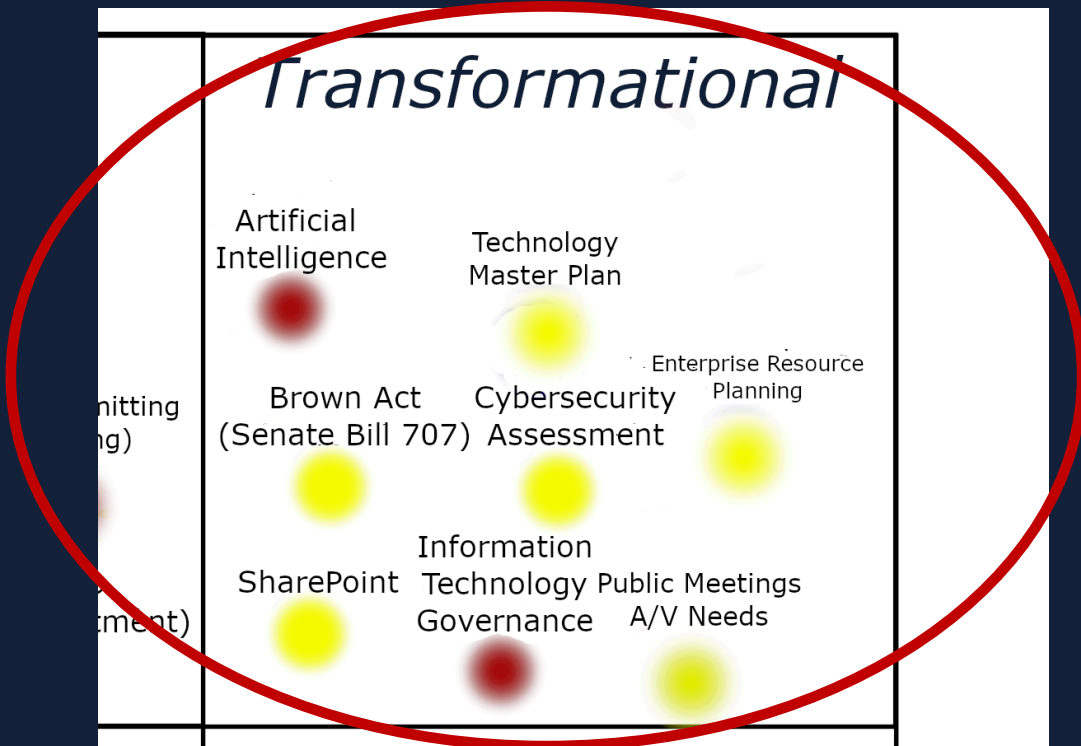 Transformational
Artificial
Intelligence
Technology
Master Plan
Enterprise Resource
Planning
Brown Act
(Senate Bill 707)
Cybersecurity
Assessment
SharePoint
Information
Technology
Governance
Public Meetings
A/V Needs